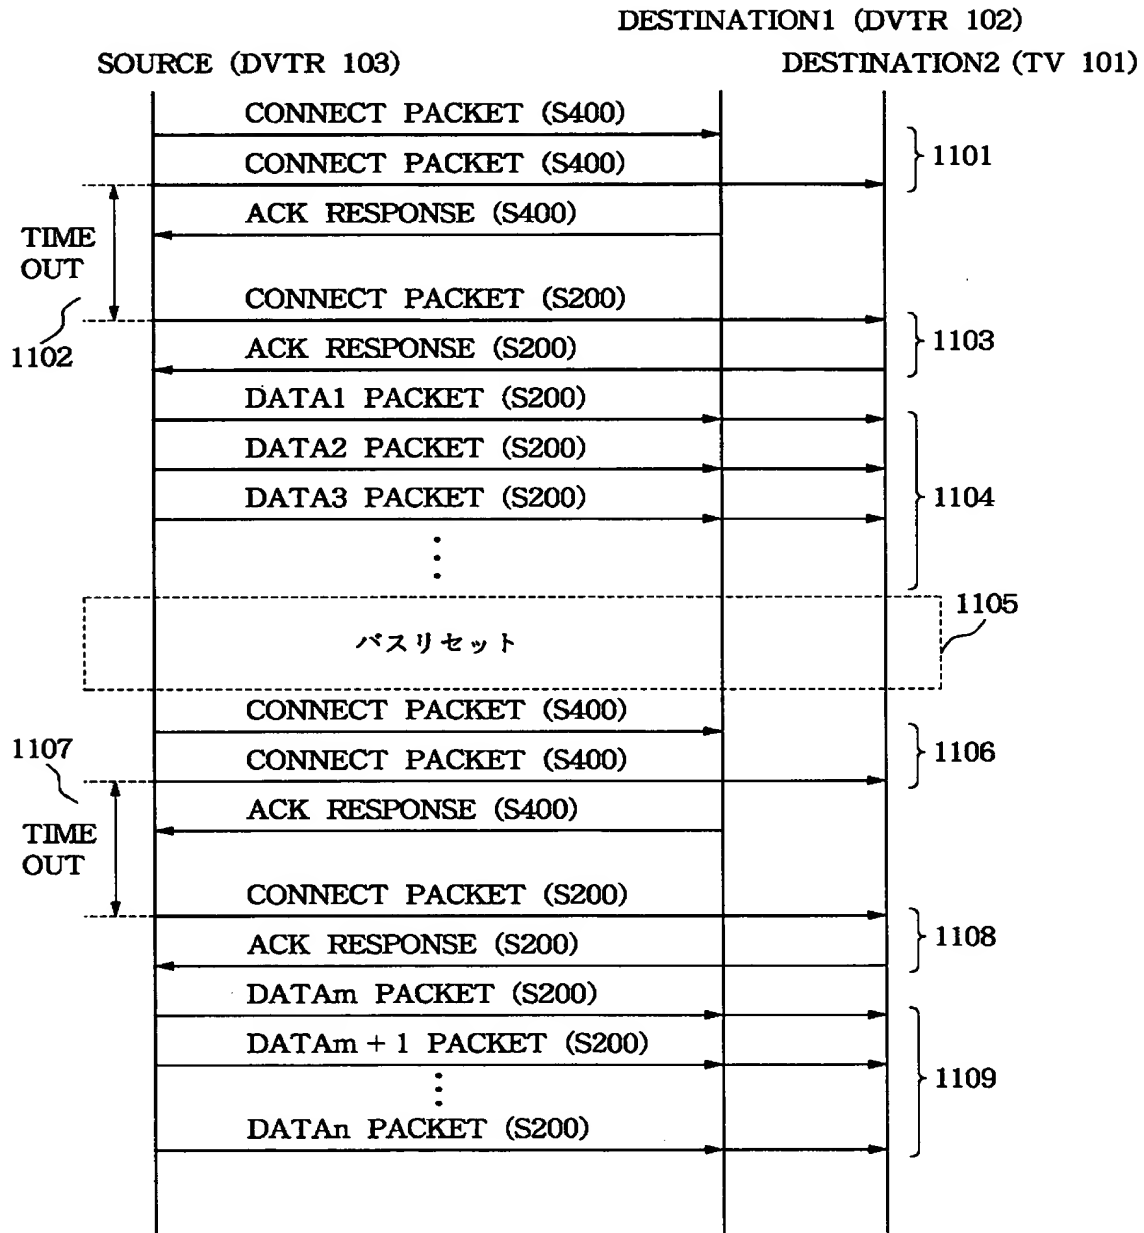 DESTINATION1 (DVTR 102)
SOURCE (DVTR 103)
DESTINATION2 (TV 101)
CONNECT PACKET (S400)
1101
CONNECT PACKET (S400)
ACK RESPONSE (S400)
TIME
OUT
1102
CONNECT PACKET (S200)
1103
ACK RESPONSE (S200)
DATA1 PACKET (S200)
DATA2 PACKET (S200)
1104
DATA3 PACKET (S200)
1105
バスリセット
CONNECT PACKET (S400)
1106
1107
CONNECT PACKET (S400)
ACK RESPONSE (S400)
TIME
OUT
CONNECT PACKET (S200)
1108
ACK RESPONSE (S200)
DATAm PACKET (S200)
DATAm + 1 PACKET (S200)
1109
DATAn PACKET (S200)